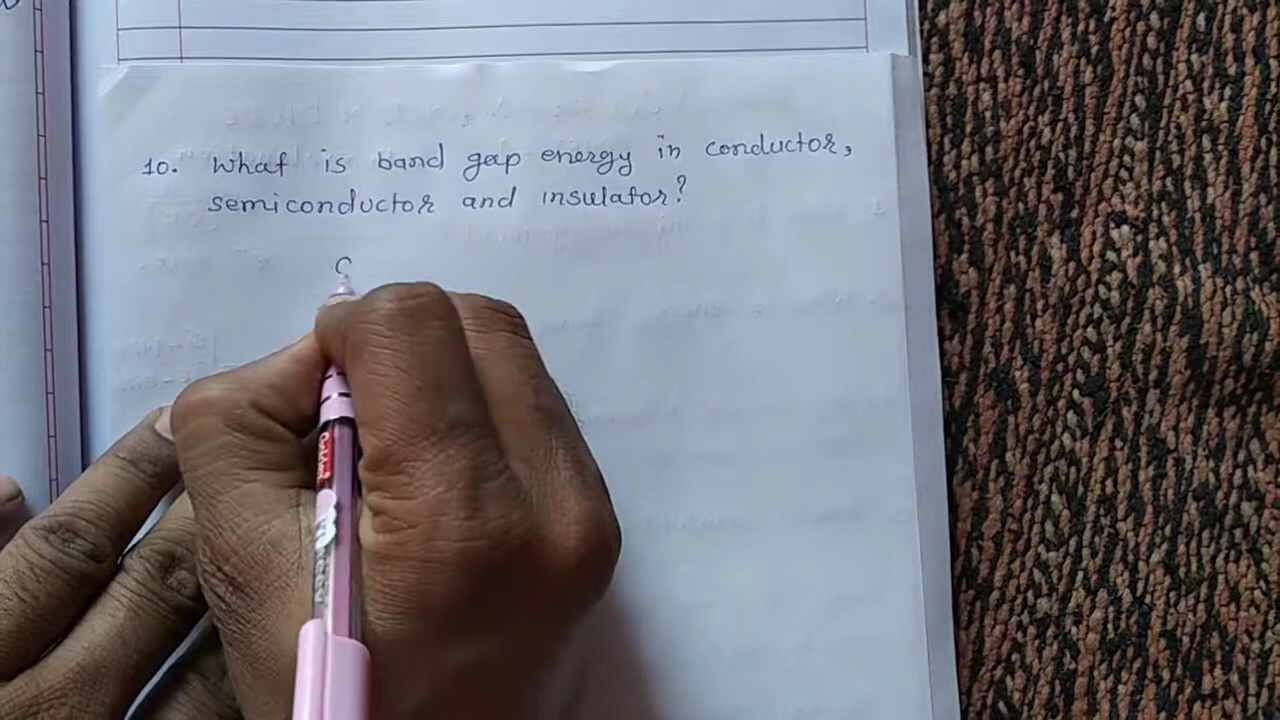 10. What is band gap energy in conductor,
semiconductor and insulator?
C